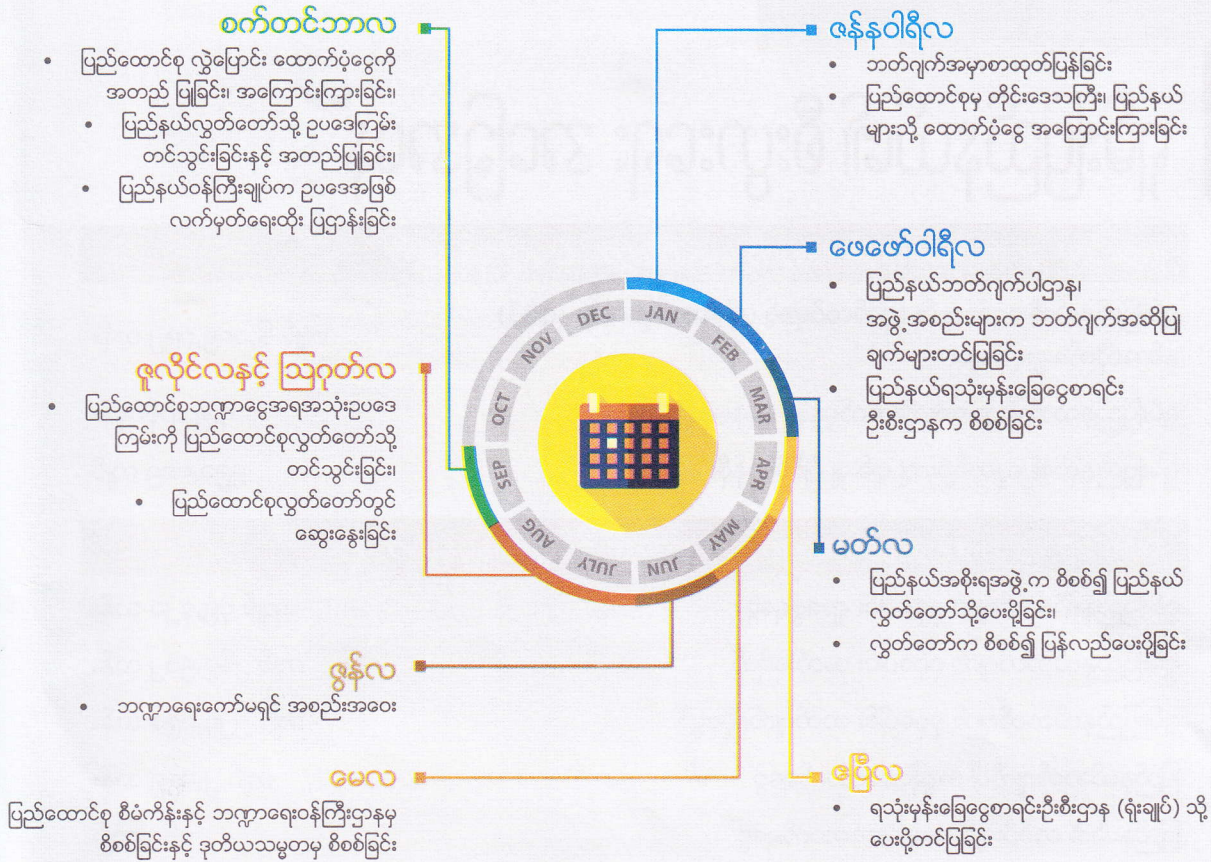 ဇန်နဝါရီလ
• ဘတ်ဂျက်အမှာစာထုတ်ပြန်ခြင်း
• ပြည်ထောင်စုမှ တိုင်းဒေသကြီး၊ ပြည်နယ်
များသို့ ထောက်ပံ့ငွေ အကြောင်းကြားခြင်း
ဖေဖော်ဝါရီလ
• ပြည်နယ်ဘတ်ဂျက်ပါဌာန၊
အဖွဲ့အစည်းများက ဘတ်ဂျက်အဆိုပြု
ချက်များတင်ပြခြင်း
• ပြည်နယ်ရသုံးမှန်းခြေငွေစာရင်း
ဦးစီးဌာနက စိစစ်ခြင်း
မတ်လ
• ပြည်နယ်အစိုးရအဖွဲ့က စိစစ်၍ ပြည်နယ်
လွှတ်တော်သို့ပေးပို့ခြင်း၊
• လွှတ်တော်က စိစစ်၍ ပြန်လည်ပေးပို့ခြင်း
ဧပြီလ
• ရသုံးမှန်းခြေငွေစာရင်းဦးစီးဌာန (ရုံးချုပ်) သို့
ပေးပို့တင်ပြခြင်း
မေလ
ပြည်ထောင်စု စီမံကိန်းနှင့် ဘဏ္ဍာရေးဝန်ကြီးဌာနမှ
စိစစ်ခြင်းနှင့် ဒုတိယသမ္မတမှ စိစစ်ခြင်း
ဇွန်လ
• ဘဏ္ဍာရေးကော်မရှင် အစည်းအဝေး
ဇူလိုင်လနှင့် ဩဂုတ်လ
• ပြည်ထောင်စုဘဏ္ဍာငွေအရအသုံးဥပဒေ
ကြမ်းကို ပြည်ထောင်စုလွှတ်တော်သို့
တင်သွင်းခြင်း၊
• ပြည်ထောင်စုလွှတ်တော်တွင်
ဆွေးနွေးခြင်း
စက်တင်ဘာလ
• ပြည်ထောင်စု လွှဲပြောင်း ထောက်ပံ့ငွေကို
အတည် ပြုခြင်း၊ အကြောင်းကြားခြင်း၊
• ပြည်နယ်လွှတ်တော်သို့ ဥပဒေကြမ်း
တင်သွင်းခြင်းနှင့် အတည်ပြုခြင်း၊
• ပြည်နယ်ဝန်ကြီးချုပ်က ဥပဒေအဖြစ်
လက်မှတ်ရေးထိုး ပြဌာန်းခြင်း
JAN
FEB
MAR
APR
MAY
JUN
JULY
AUG
SEP
OCT
NOV
DEC